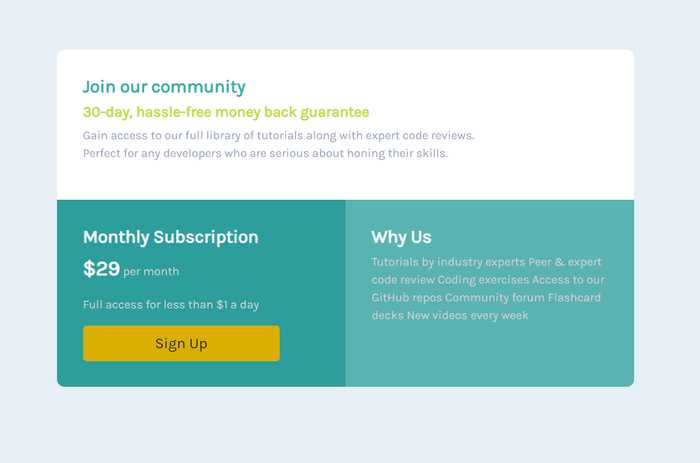 Join our community
30-day, hassle-free money back guarantee
Gain access to our full library of tutorials along with expert code reviews.
Perfect for any developers who are serious about honing their skills.
Monthly Subscription
$29 per month
Full access for less than $1 a day
Sign Up
Why Us
Tutorials by industry experts Peer & expert
code review Coding exercises Access to our
GitHub repos Community forum Flashcard
decks New videos every week